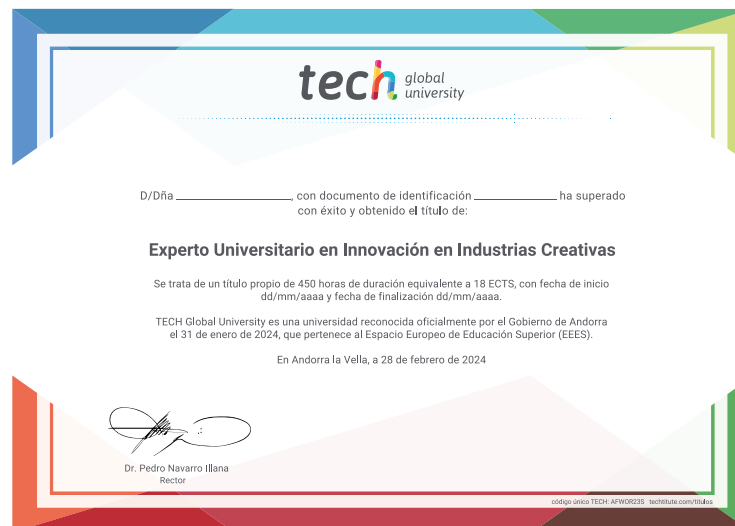 tech global university
D/Dña ____________________, con documento de identificación ______________ ha superado
con éxito y obtenido el título de:
Experto Universitario en Innovación en Industrias Creativas
Se trata de un título propio de 450 horas de duración equivalente a 18 ECTS, con fecha de inicio
dd/mm/aaaa y fecha de finalización dd/mm/aaaa.
TECH Global University es una universidad reconocida oficialmente por el Gobierno de Andorra
el 31 de enero de 2024, que pertenece al Espacio Europeo de Educación Superior (EEES).
En Andorra la Vella, a 28 de febrero de 2024
Dr. Pedro Navarro Illana
Rector
código único TECH: AFWOR23S techtitute.com/titulos